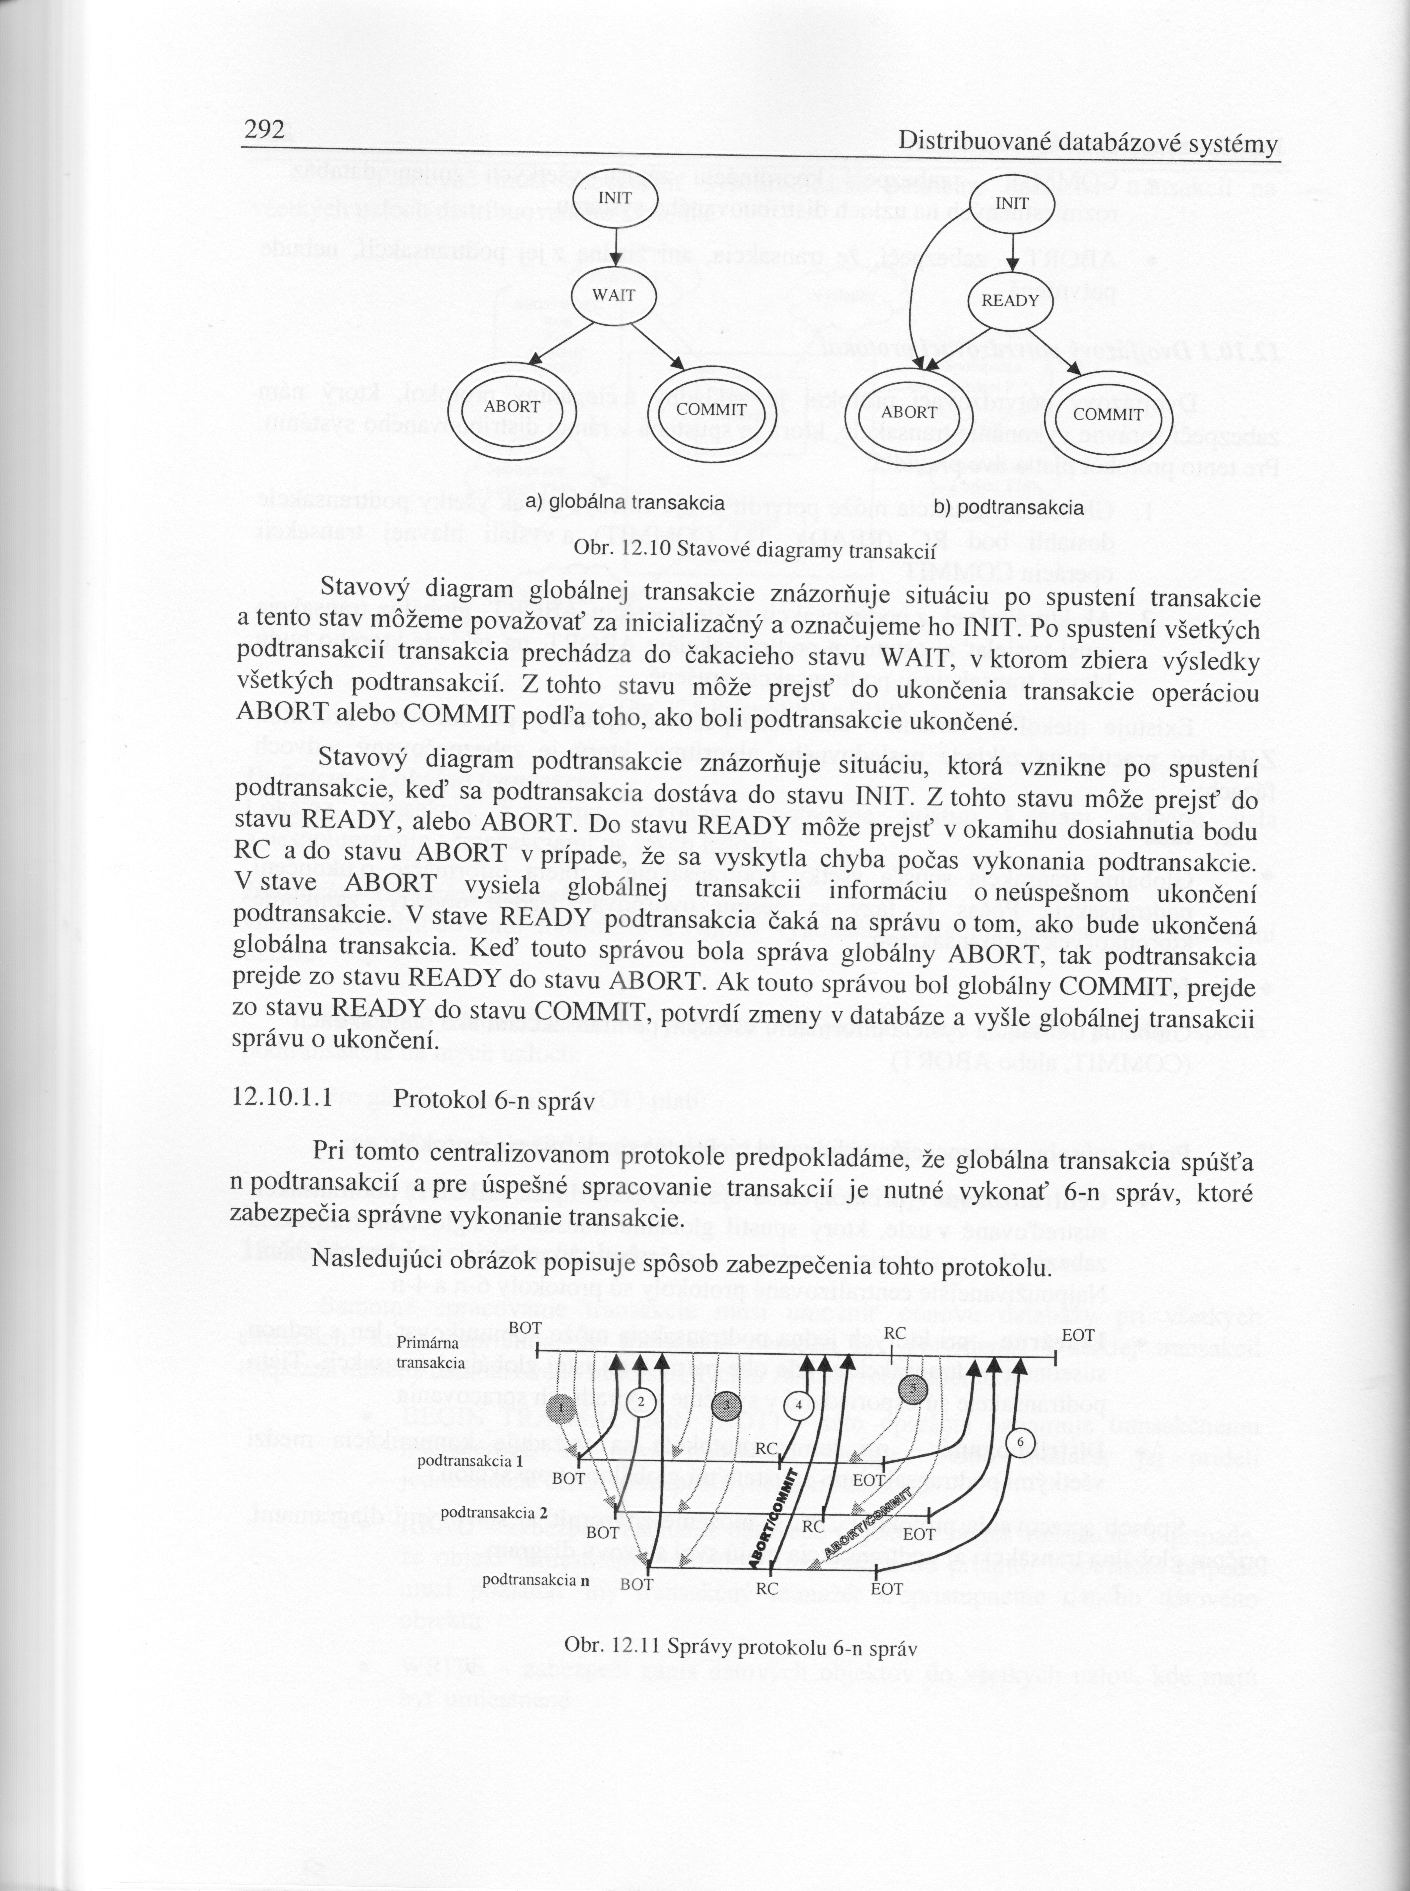 292
Distribuované databázové systémy
INIT
INIT
WAIT
READY
ABORT
COMMIT
ABORT
COMMIT
a) globálna transakcia
b) podtransakcia
Obr. 12.10 Stavové diagramy transakcií
Stavový diagram globálnej transakcie znázorňuje situáciu po spustení transakcie
a tento stav môžeme považovať za inicializačný a označujeme ho INIT. Po spustení všetkých
podtransakcií transakcia prechádza do čakacieho stavu WAIT, v ktorom zbiera výsledky
všetkých podtransakcií. Z tohto stavu môže prejsť do ukončenia transakcie operáciou
ABORT alebo COMMIT podľa toho, ako boli podtransakcie ukončené.
Stavový diagram podtransakcie znázorňuje situáciu, ktorá vznikne po spustení
podtransakcie, keď sa podtransakcia dostáva do stavu INIT. Z tohto stavu môže prejsť do
stavu READY, alebo ABORT. Do stavu READY môže prejsť v okamihu dosiahnutia bodu
RC a do stavu ABORT v prípade, že sa vyskytla chyba počas vykonania podtransakcie.
V stave ABORT vysiela globálnej transakcii informáciu o neúspešnom ukončení
podtransakcie. V stave READY podtransakcia čaká na správu o tom, ako bude ukončená
globálna transakcia. Keď touto správou bola správa globálny ABORT, tak podtransakcia
prejde zo stavu READY do stavu ABORT. Ak touto správou bol globálny COMMIT, prejde
zo stavu READY do stavu COMMIT, potvrdí zmeny v databáze a vyšle globálnej transakcii
správu o ukončení.
12.10.1.1 Protokol 6-n správ
Pri tomto centralizovanom protokole predpokladáme, že globálna transakcia spúšťa
n podtransakcií a pre úspešné spracovanie transakcií je nutné vykonať 6-n správ, ktoré
zabezpečia správne vykonanie transakcie.
Nasledujúci obrázok popisuje spôsob zabezpečenia tohto protokolu.
BOT
RC
EOT
Primárna
transakcia
1
2
3
4
5
6
podtransakcia 1
BOT
RC
EOT
podtransakcia 2
BOT
RC
EOT
ABORT/COMMIT
ABORT/COMMIT
podtransakcia n
BOT
RC
EOT
Obr. 12.11 Správy protokolu 6-n správ